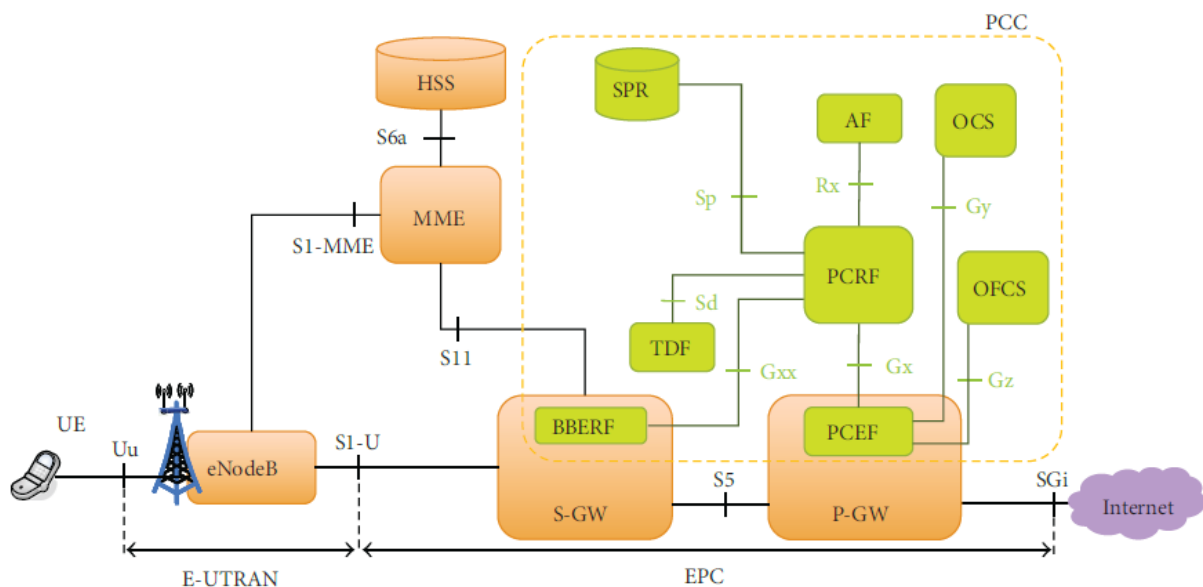 PCC
HSS
SPR
AF
OCS
S6a
Sp
Rx
Gy
MME
S1-MME
PCRF
OFCS
Sd
TDF
S11
Gxx
Gx
Gz
BBERF
PCEF
UE
Uu
eNodeB
S1-U
S-GW
S5
P-GW
SGi
Internet
E-UTRAN
EPC